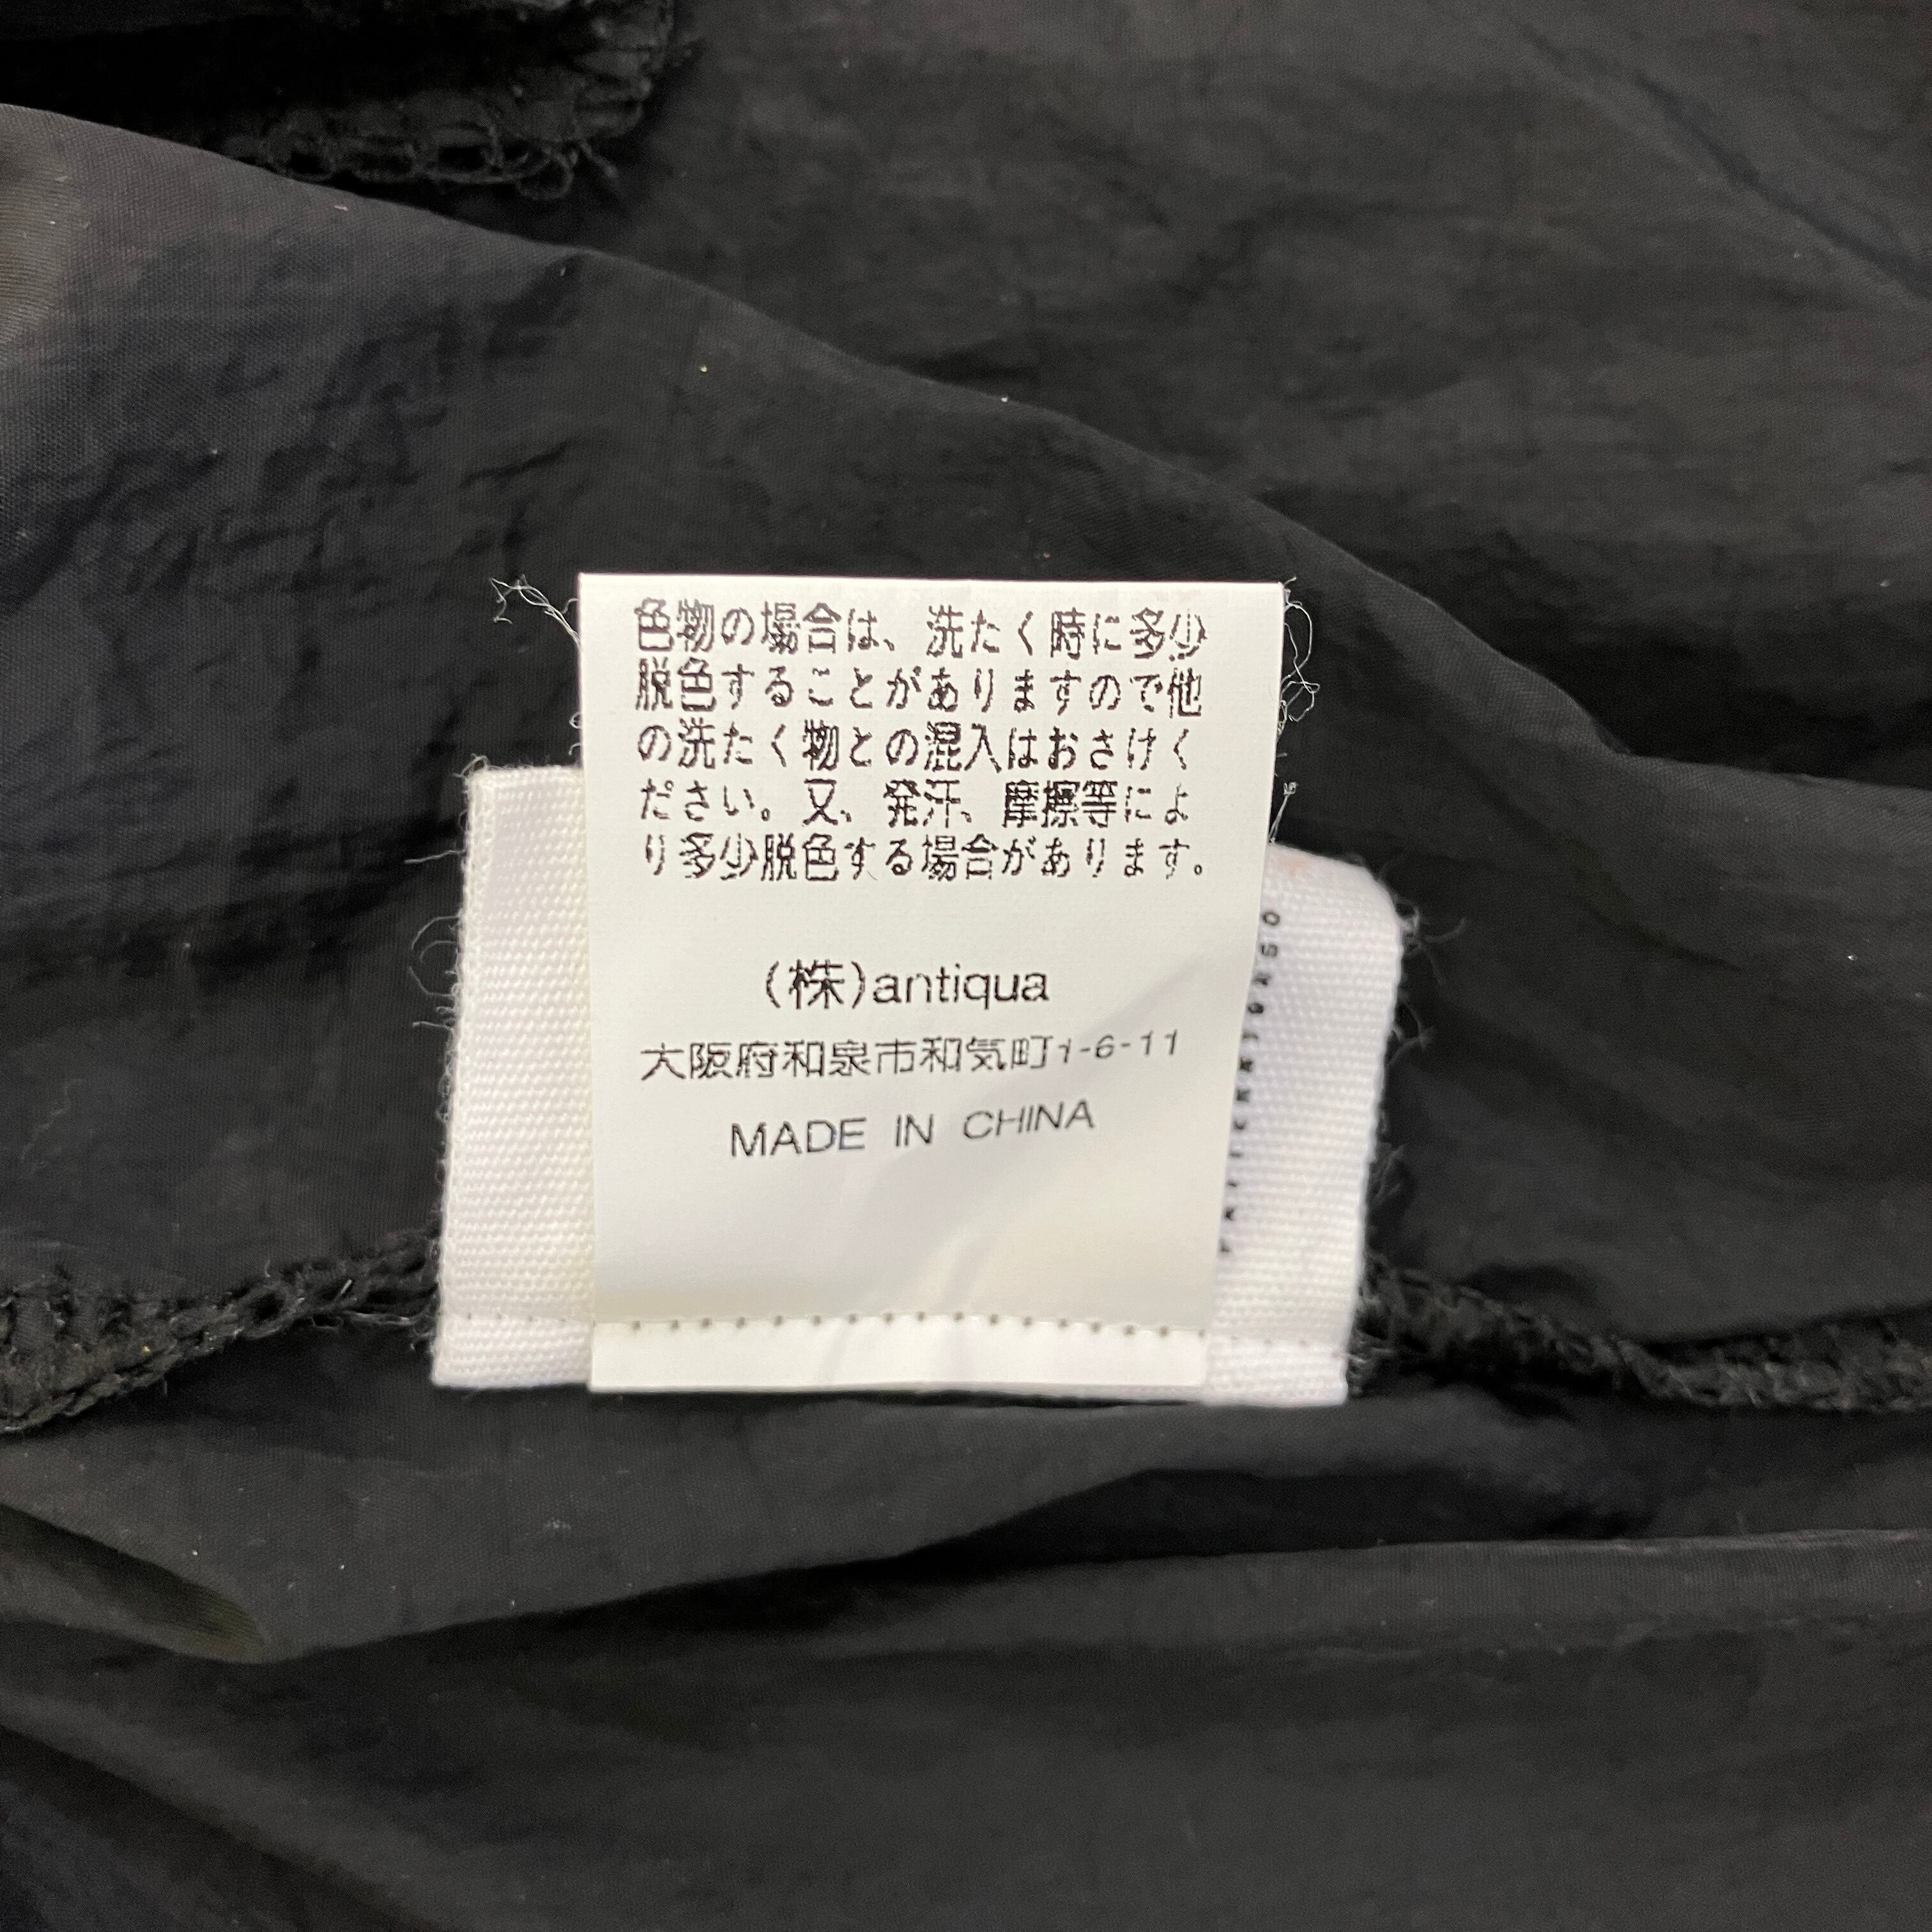 色物の場合は、洗たく時に多少
脱色することがありますので他
の洗たく物との混入はおさけく
ださい。又、発汗、摩擦等によ
り多少脱色する場合があります。
(株)antiqua
大阪府和泉市和気町1-6-11
MADE IN CHINA